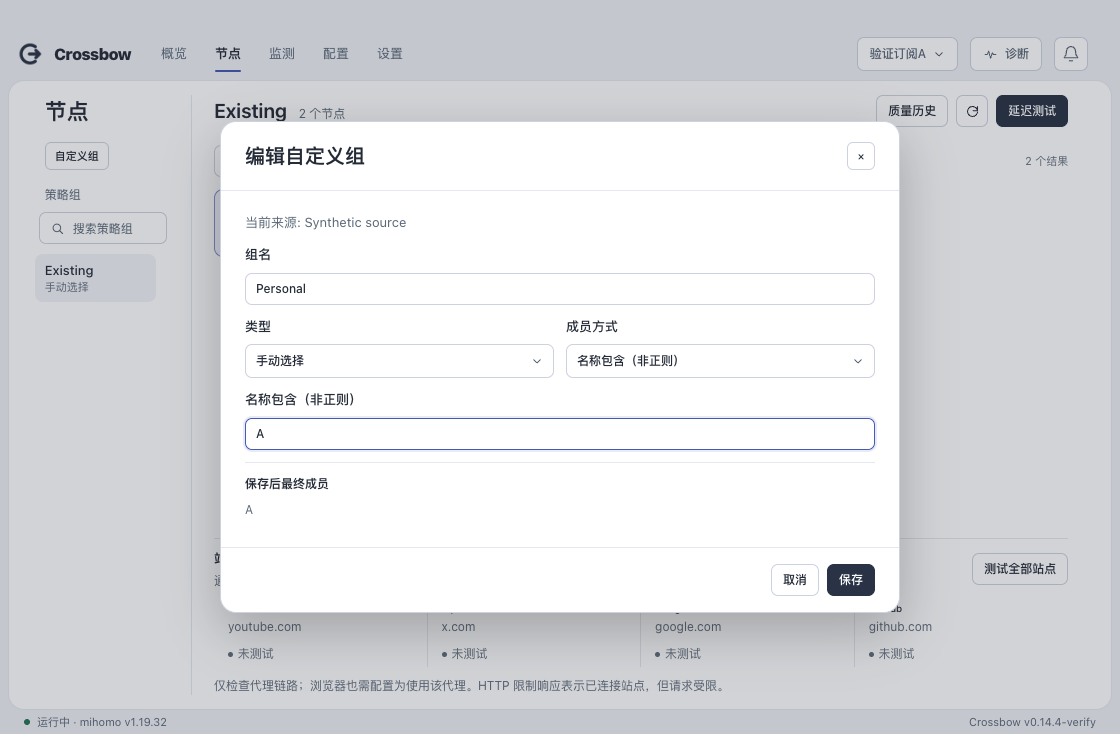 Crossbow 概览 节点 监测 配置 设置 验证订阅A 诊断
节点
自定义组
策略组
搜索策略组
Existing
手动选择
Existing 2 个节点 质量历史 延迟测试
2 个结果
编辑自定义组 ×
当前来源: Synthetic source
组名
Personal
类型 成员方式
手动选择 名称包含（非正则）
名称包含（非正则）
A
保存后最终成员
A
取消 保存
测试全部站点
youtube.com x.com google.com github.com
未测试 未测试 未测试 未测试
仅检查代理链路；浏览器也需配置为使用该代理。HTTP 限制响应表示已连接站点，但请求受限。
运行中 · mihomo v1.19.32 Crossbow v0.14.4-verify